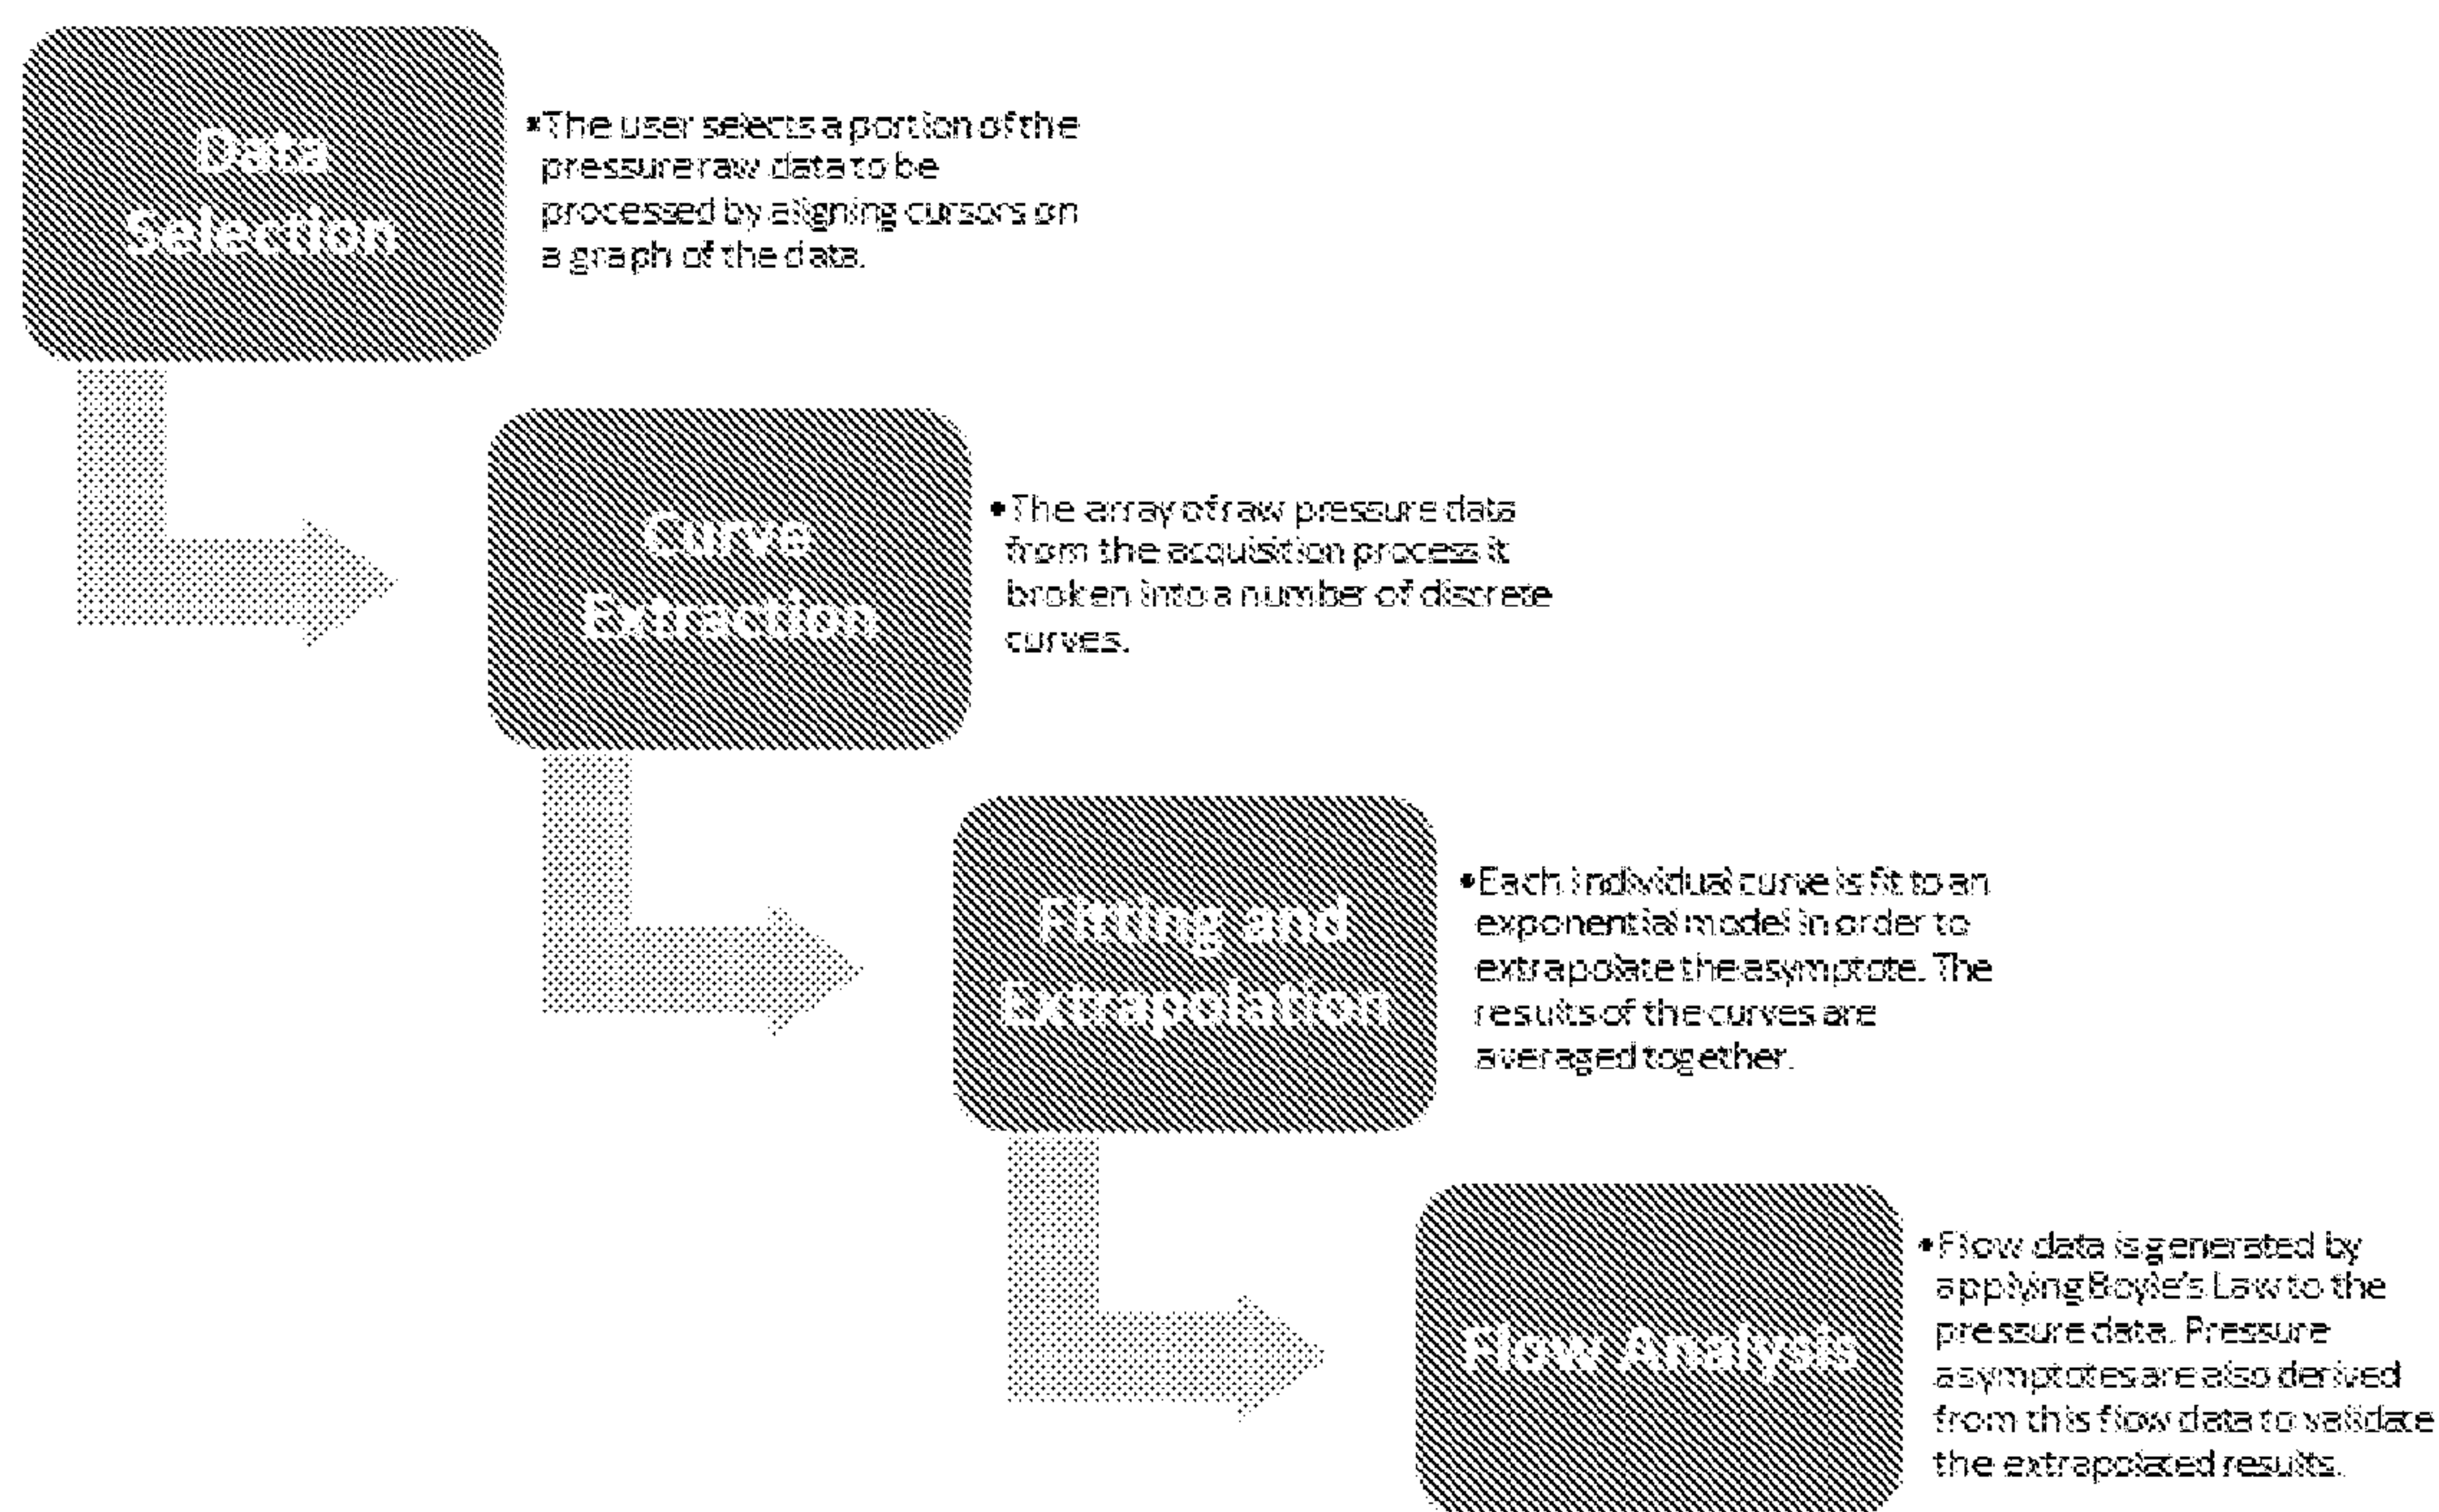 Data
Selection
•The user selects a portion of the
pressure raw data to be
processed by aligning cursors on
a graph of the data.
Curve
Extraction
•The array of raw pressure data
from the acquisition process it
broken into a number of discrete
curves.
Fitting and
Extrapolation
•Each individual curve is fit to an
exponential model in order to
extrapolate the asymptote. The
results of the curves are
averaged together.
Flow Analysis
•Flow data is generated by
applying Boyle's Law to the
pressure data. Pressure
asymptotes are also derived
from this flow data to validate
the extrapolated results.